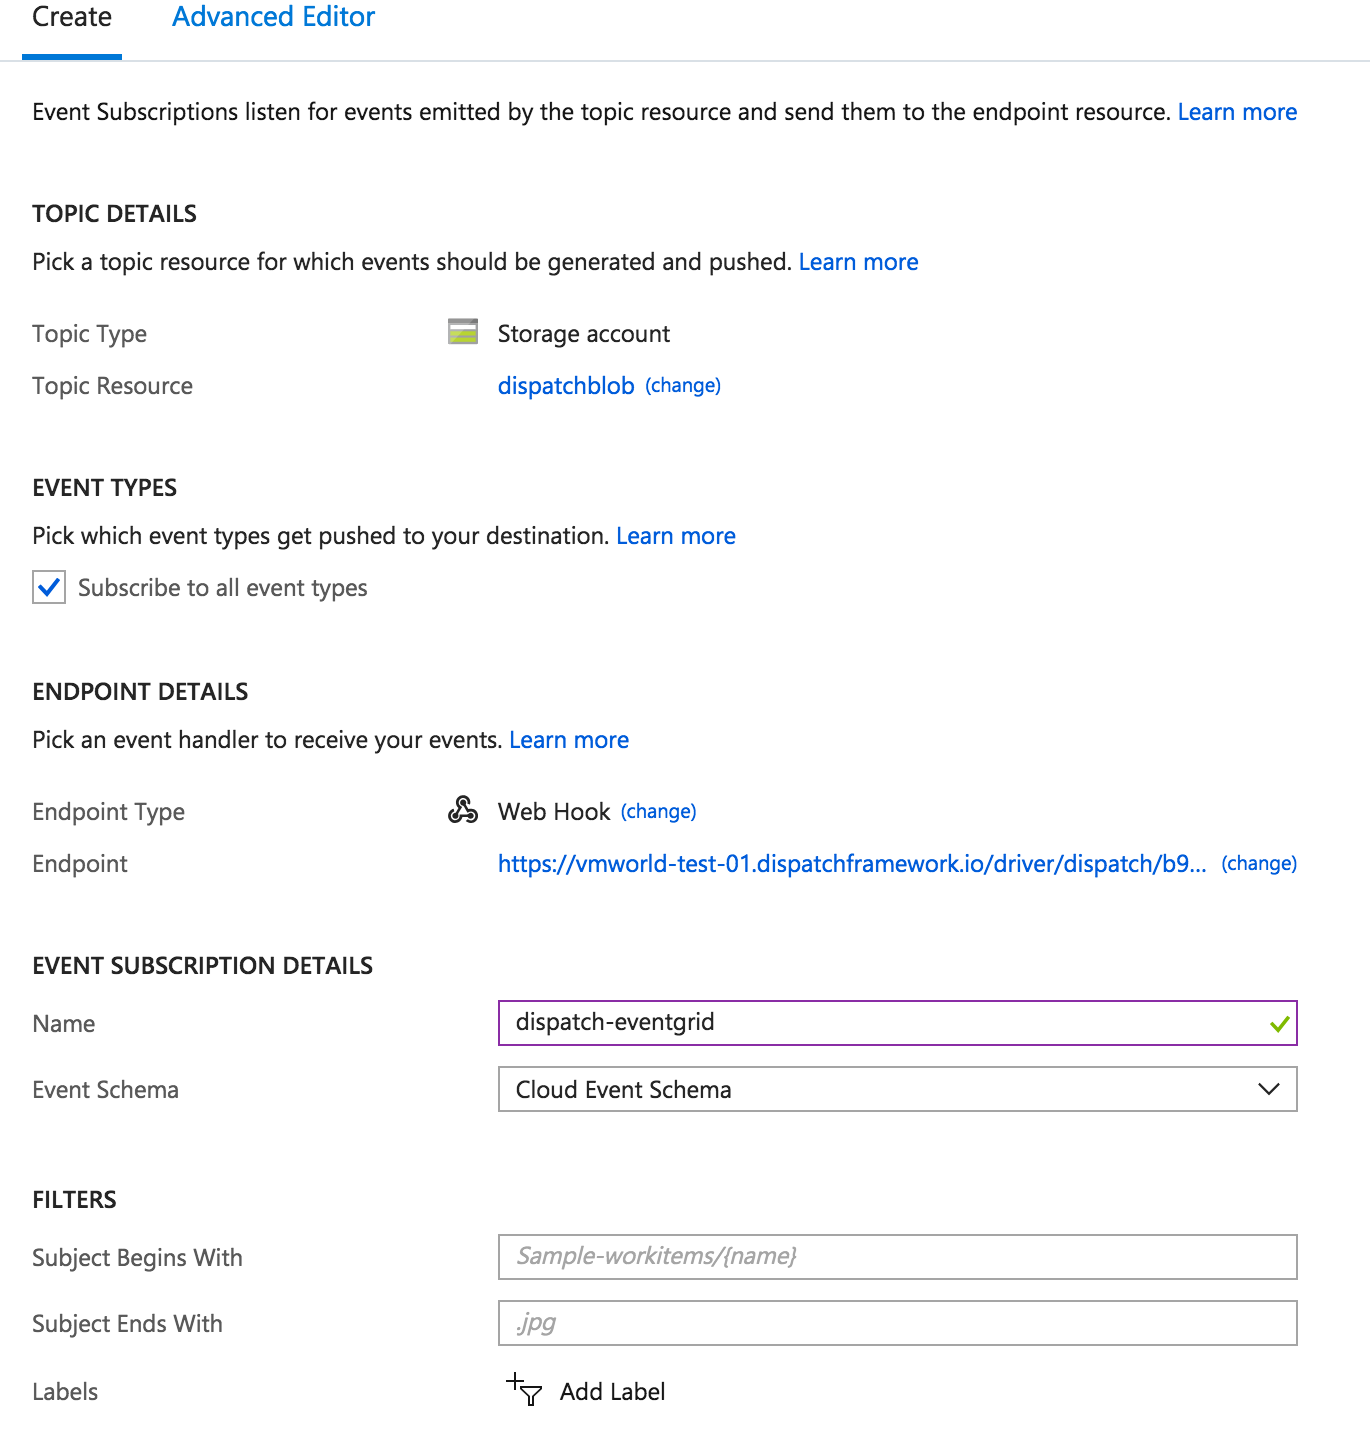 Create Advanced Editor
Event Subscriptions listen for events emitted by the topic resource and send them to the endpoint resource. Learn more
TOPIC DETAILS
Pick a topic resource for which events should be generated and pushed. Learn more
Topic Type Storage account
Topic Resource dispatchblob (change)
EVENT TYPES
Pick which event types get pushed to your destination. Learn more
Subscribe to all event types
ENDPOINT DETAILS
Pick an event handler to receive your events. Learn more
Endpoint Type Web Hook (change)
Endpoint https://vmworld-test-01.dispatchframework.io/driver/dispatch/b9... (change)
EVENT SUBSCRIPTION DETAILS
Name dispatch-eventgrid
Event Schema Cloud Event Schema
FILTERS
Subject Begins With Sample-workitems/{name}
Subject Ends With .jpg
Labels Add Label